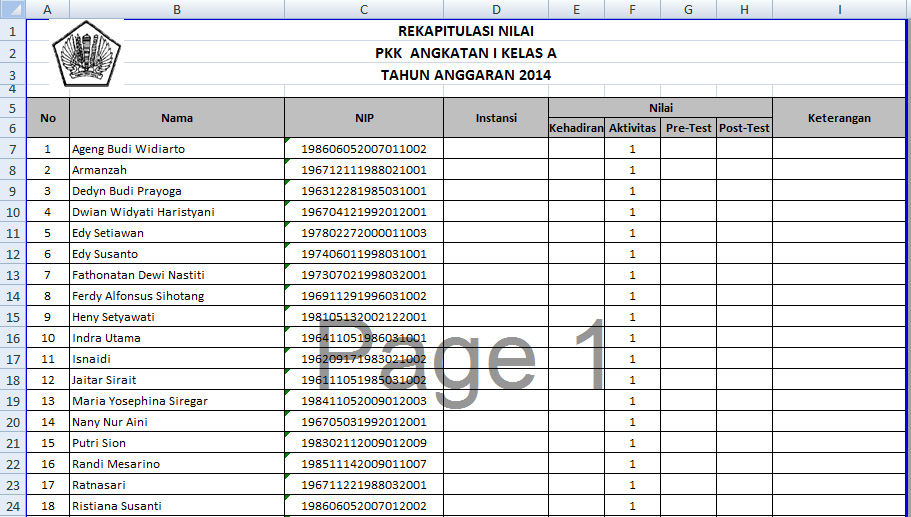 A B C D E F G H I
1 REKAPITULASI NILAI
2 PKK ANGKATAN I KELAS A
3 TAHUN ANGGARAN 2014
4
5 No Nama NIP Instansi Nilai Keterangan
6 Kehadiran Aktivitas Pre-Test Post-Test
7 1 Ageng Budi Widiarto 198606052007011002 1
8 2 Armanzah 196712111988021001 1
9 3 Dedyn Budi Prayoga 196312281985031001 1
10 4 Dwian Widyati Haristyani 196704121992012001 1
11 5 Edy Setiawan 197802272000011003 1
12 6 Edy Susanto 197406011998031001 1
13 7 Fathonatan Dewi Nastiti 197307021998032001 1
14 8 Ferdy Alfonsus Sihotang 196911291996031002 1
15 9 Heny Setyawati 198105132002122001 1
16 10 Indra Utama 196411051986031001 1
17 11 Isnaidi 196209171983021002 1
18 12 Jaitar Sirait 196111051985031002 1
19 13 Maria Yosephina Siregar 198411052009012003 1
20 14 Nany Nur Aini 196705031992012001 1
21 15 Putri Sion 198302112009012009 1
22 16 Randi Mesarino 198511142009011007 1
23 17 Ratnasari 196711221988032001 1
24 18 Ristiana Susanti 198606052007012002 1
Page 1